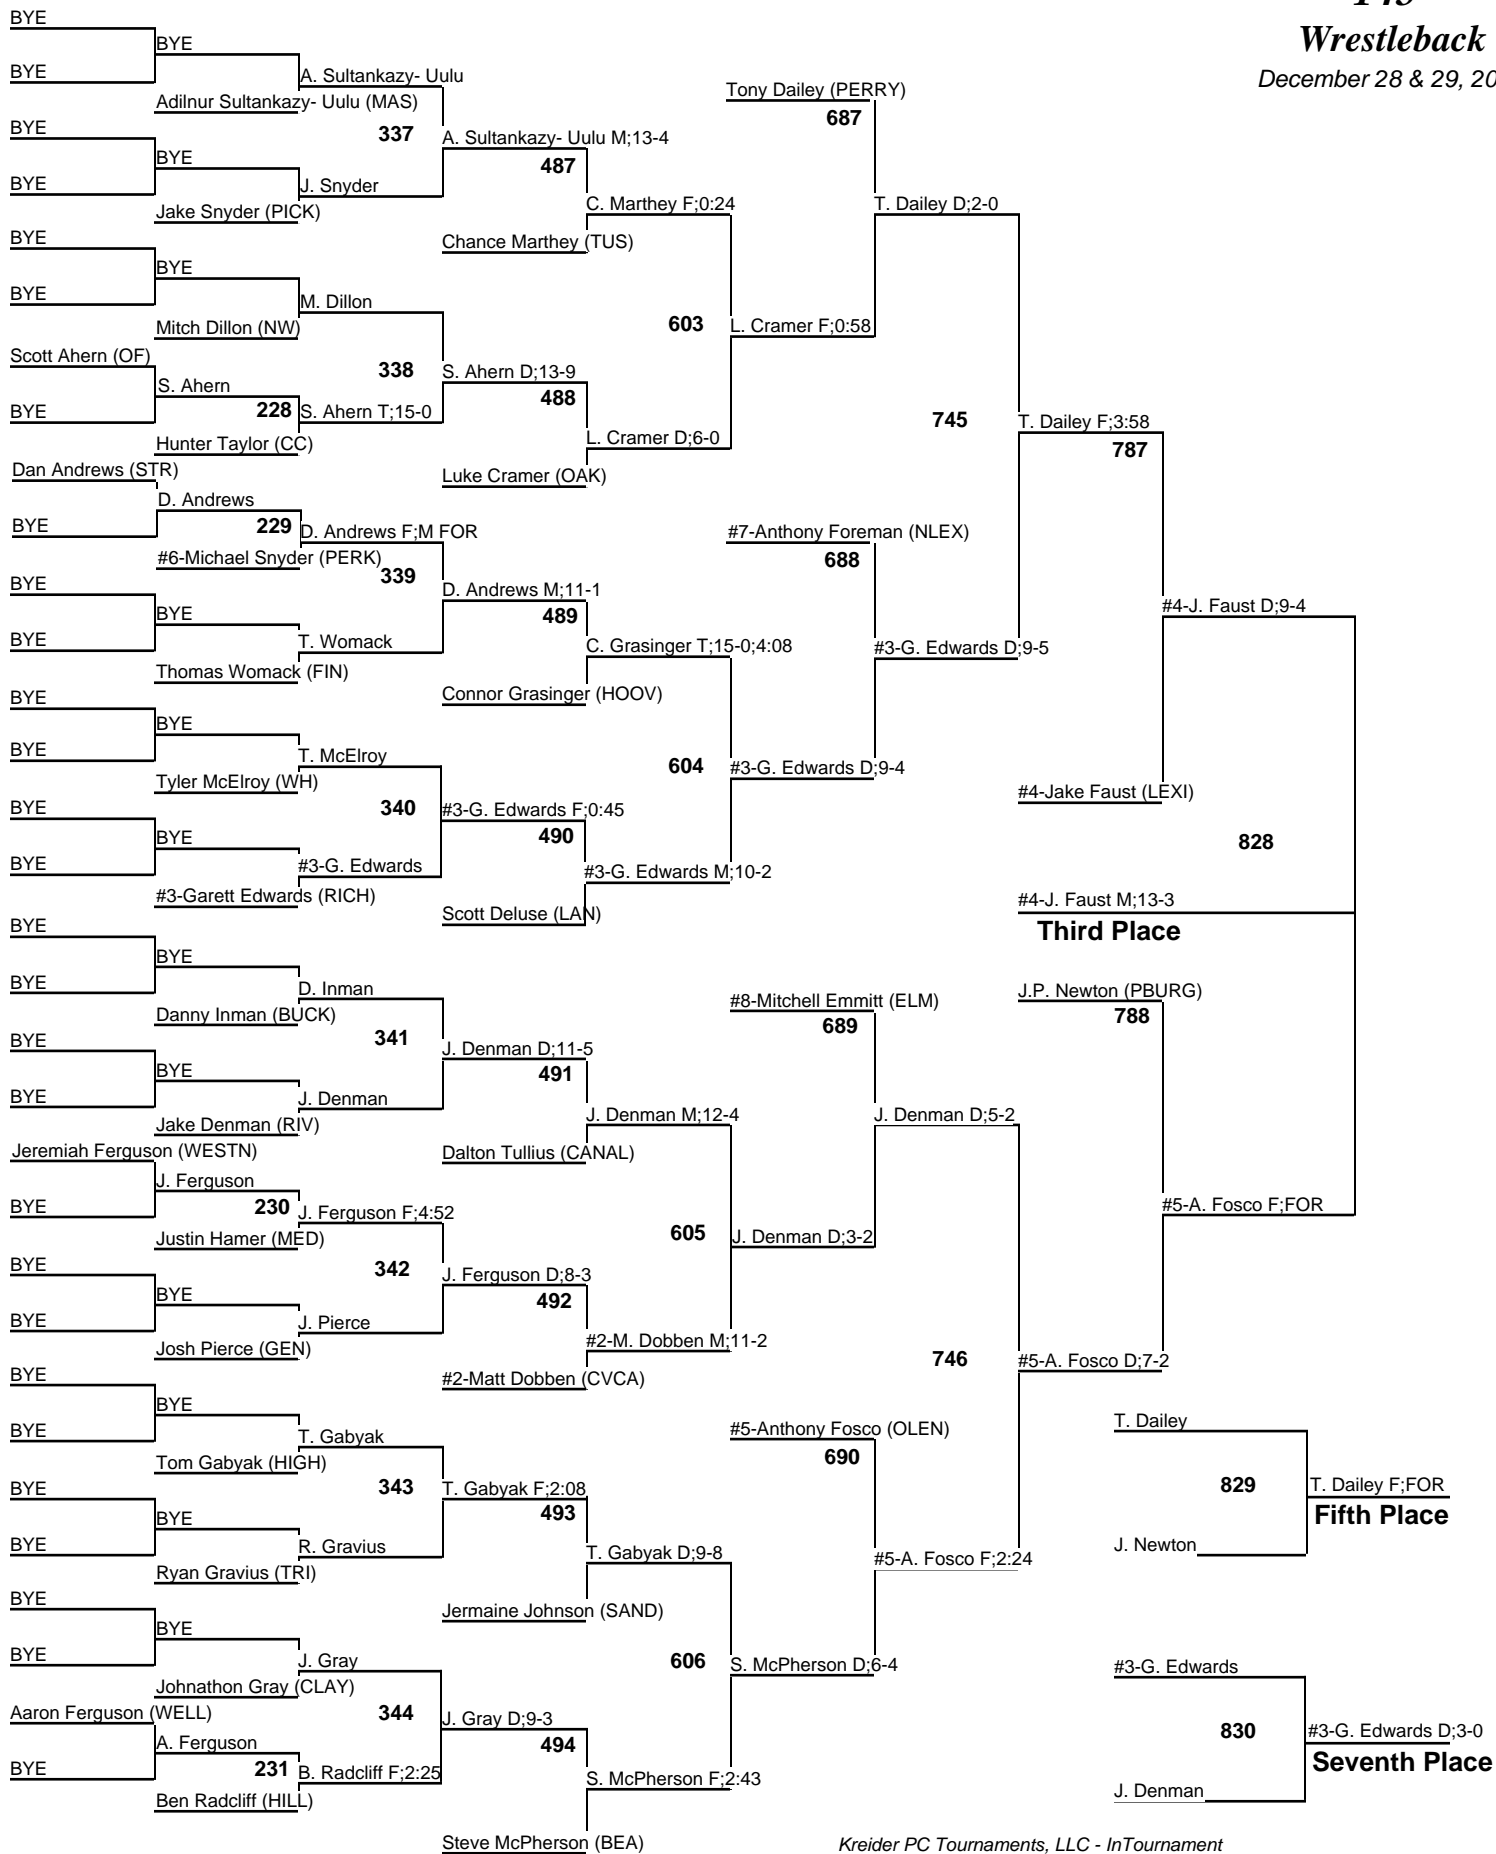 Wrestleback
December 28 & 29, 20
BYE
BYE
BYE
A. Sultankazy- Uulu
Adilnur Sultankazy- Uulu (MAS)
337
A. Sultankazy- Uulu M;13-4
BYE
BYE
BYE
J. Snyder
Jake Snyder (PICK)
487
C. Marthey F;0:24
Chance Marthey (TUS)
BYE
BYE
BYE
M. Dillon
Mitch Dillon (NW)
338
S. Ahern D;13-9
Scott Ahern (OF)
BYE
S. Ahern
228
S. Ahern T;15-0
Hunter Taylor (CC)
488
L. Cramer D;6-0
Luke Cramer (OAK)
603
L. Cramer F;0:58
Tony Dailey (PERRY)
687
T. Dailey D;2-0
Dan Andrews (STR)
BYE
D. Andrews
229
D. Andrews F;M FOR
#6-Michael Snyder (PERK)
339
D. Andrews M;11-1
BYE
BYE
BYE
T. Womack
Thomas Womack (FIN)
489
C. Grasinger T;15-0;4:08
Connor Grasinger (HOOV)
BYE
BYE
BYE
T. McElroy
Tyler McElroy (WH)
340
#3-G. Edwards F;0:45
BYE
BYE
BYE
#3-G. Edwards
#3-Garett Edwards (RICH)
490
#3-G. Edwards M;10-2
Scott Deluse (LAN)
604
#3-G. Edwards D;9-4
#7-Anthony Foreman (NLEX)
688
#3-G. Edwards D;9-5
745
T. Dailey F;3:58
787
#4-J. Faust D;9-4
#4-Jake Faust (LEXI)
828
#4-J. Faust M;13-3
Third Place
BYE
BYE
BYE
D. Inman
Danny Inman (BUCK)
341
J. Denman D;11-5
BYE
BYE
BYE
J. Denman
Jake Denman (RIV)
491
J. Denman M;12-4
Dalton Tullius (CANAL)
Jeremiah Ferguson (WESTN)
BYE
J. Ferguson
230
J. Ferguson F;4:52
Justin Hamer (MED)
342
J. Ferguson D;8-3
BYE
BYE
BYE
J. Pierce
Josh Pierce (GEN)
492
#2-M. Dobben M;11-2
#2-Matt Dobben (CVCA)
605
J. Denman D;3-2
#8-Mitchell Emmitt (ELM)
689
J. Denman D;5-2
J.P. Newton (PBURG)
788
#5-A. Fosco F;FOR
746
#5-A. Fosco D;7-2
BYE
BYE
BYE
T. Gabyak
Tom Gabyak (HIGH)
343
T. Gabyak F;2:08
BYE
BYE
BYE
R. Gravius
Ryan Gravius (TRI)
493
T. Gabyak D;9-8
Jermaine Johnson (SAND)
BYE
BYE
BYE
J. Gray
Johnathon Gray (CLAY)
344
J. Gray D;9-3
Aaron Ferguson (WELL)
BYE
A. Ferguson
231
B. Radcliff F;2:25
Ben Radcliff (HILL)
494
S. McPherson F;2:43
Steve McPherson (BEA)
606
S. McPherson D;6-4
#5-Anthony Fosco (OLEN)
690
#5-A. Fosco F;2:24
T. Dailey
829
T. Dailey F;FOR
Fifth Place
J. Newton
#3-G. Edwards
830
#3-G. Edwards D;3-0
Seventh Place
J. Denman
Kreider PC Tournaments, LLC - InTournament